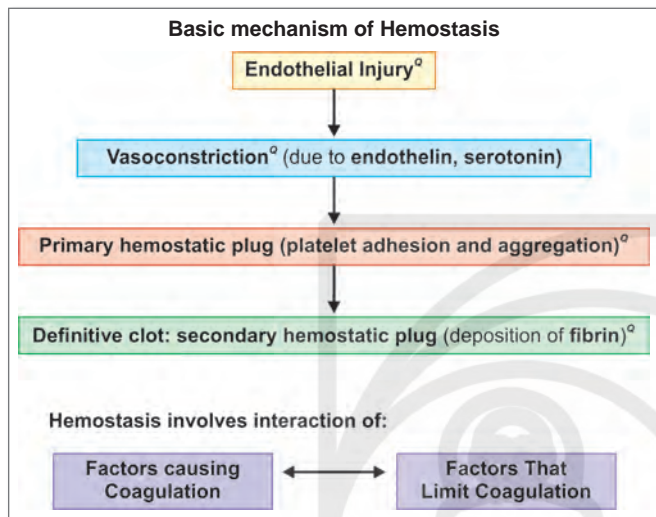 Basic mechanism of Hemostasis
Endothelial Injury^Q
Vasoconstriction^Q (due to endothelin, serotonin)
Primary hemostatic plug (platelet adhesion and aggregation)^Q
Definitive clot: secondary hemostatic plug (deposition of fibrin)^Q
Hemostasis involves interaction of:
Factors causing
Coagulation
Factors That
Limit Coagulation